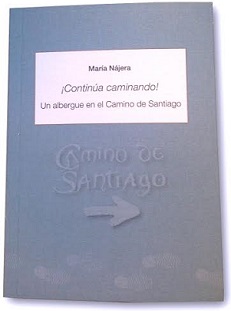 María Nájera
¡Continúa caminando!
Un albergue en el Camino de Santiago
CAMINO DE
SANTIAGO